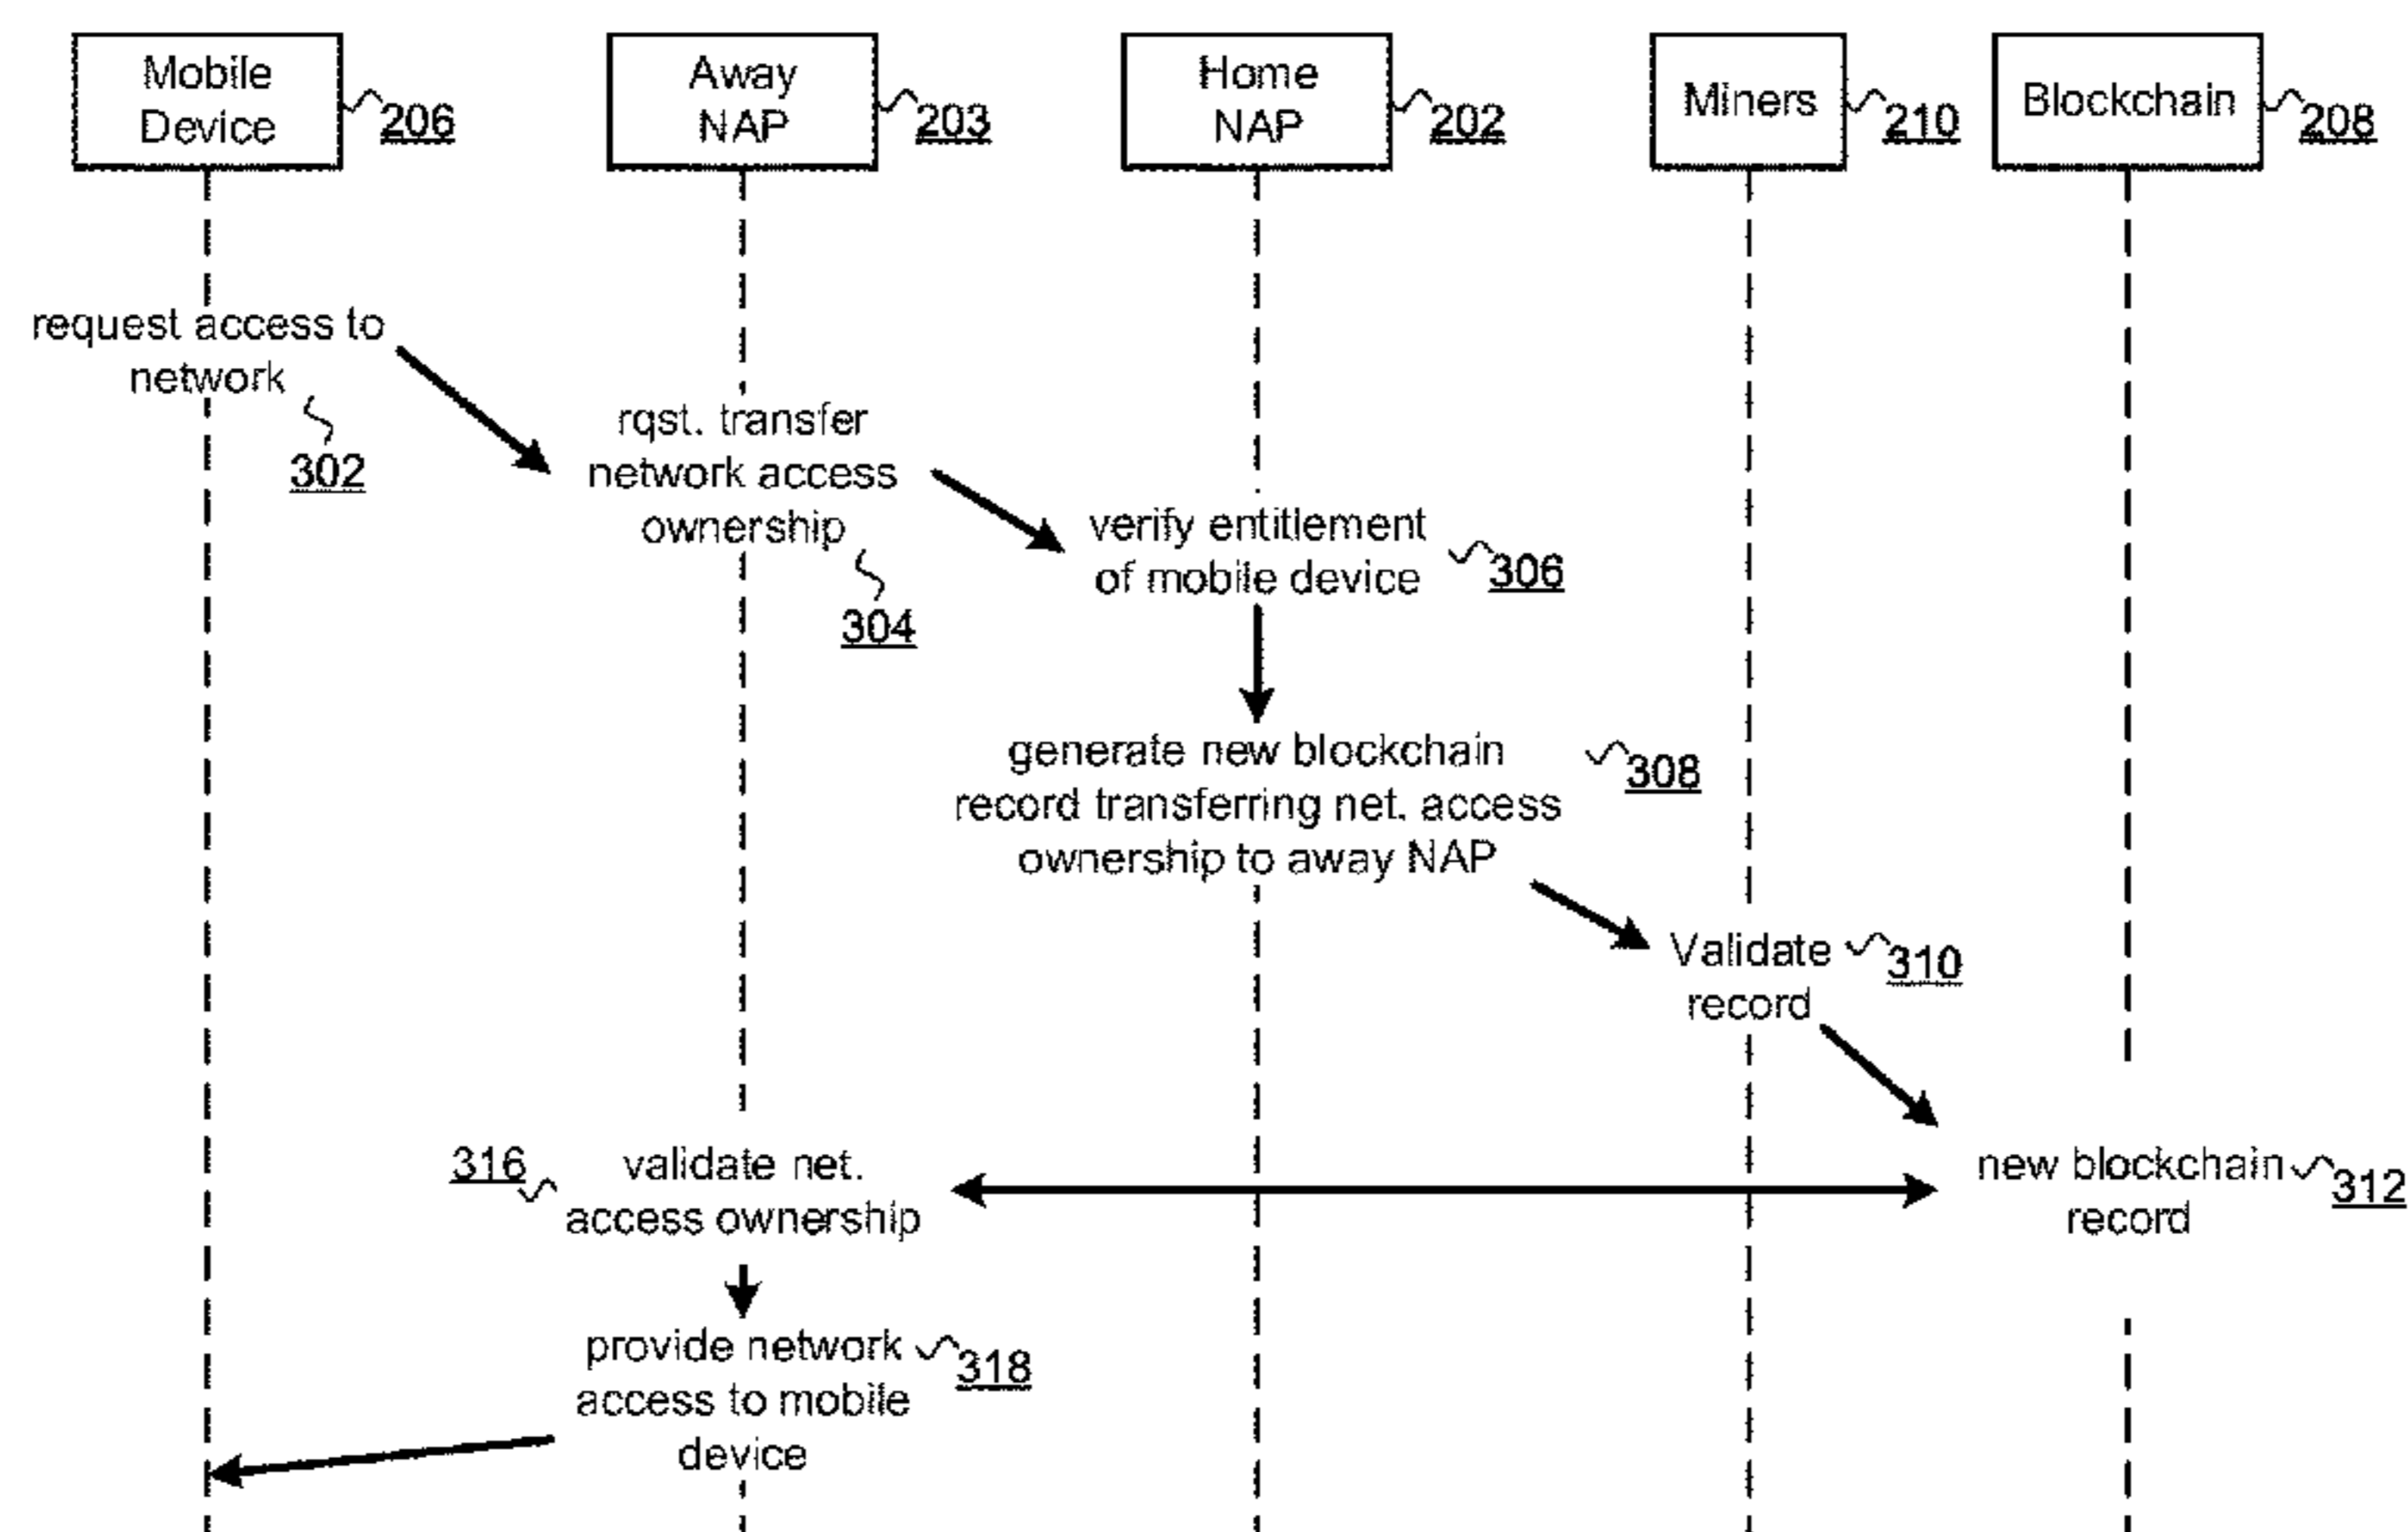 Mobile
Device
206
Away
NAP
203
Home
NAP
202
Miners
210
Blockchain
208
request access to
network
302
rqst. transfer
network access
ownership
304
verify entitlement
of mobile device
306
generate new blockchain
record transferring net. access
ownership to away NAP
308
Validate
record
310
new blockchain
record
312
316
validate net.
access ownership
provide network
access to mobile
device
318